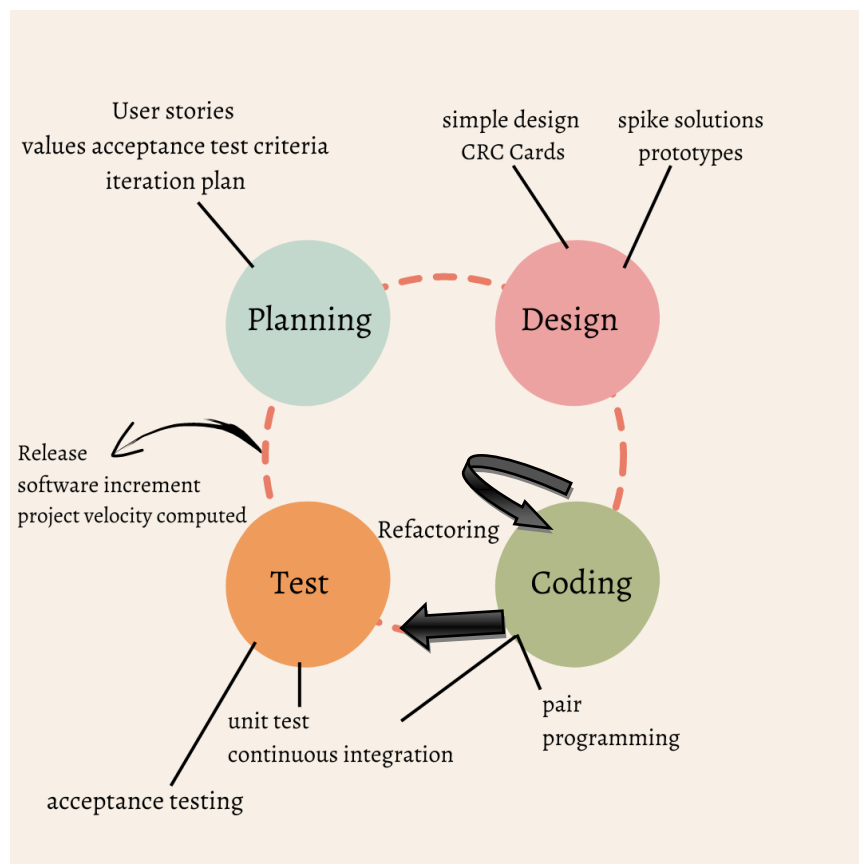 User stories
values acceptance test criteria
iteration plan
simple design
CRC Cards
spike solutions
prototypes
Planning
Design
Release
software increment
project velocity computed
Refactoring
Test
Coding
unit test
continuous integration
pair
programming
acceptance testing